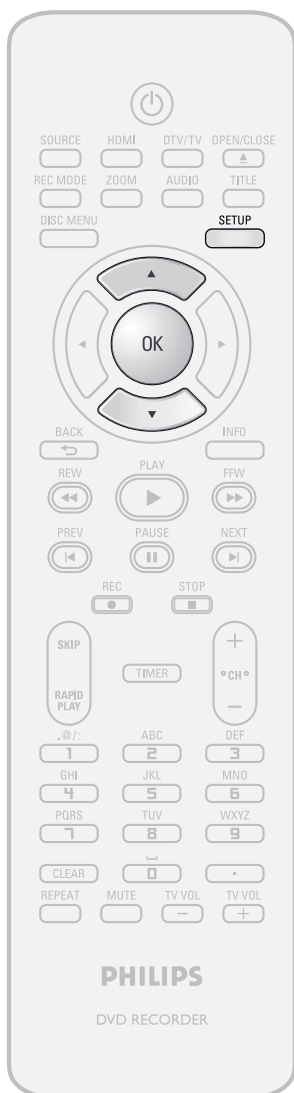 SOURCE HDMI DTV/TV OPEN/CLOSE
REC MODE ZOOM AUDIO TITLE
DISC MENU SETUP
OK
BACK INFO
REW PLAY FFW
PREV PAUSE NEXT
REC STOP
SKIP
RAPID
PLAY
TIMER
+
CH
−
.@/: ABC DEF
1 2 3
GHI JKL MNO
4 5 6
PQRS TUV WXYZ
7 8 9
CLEAR 0 .
REPEAT MUTE TV VOL TV VOL
− +
PHILIPS
DVD RECORDER